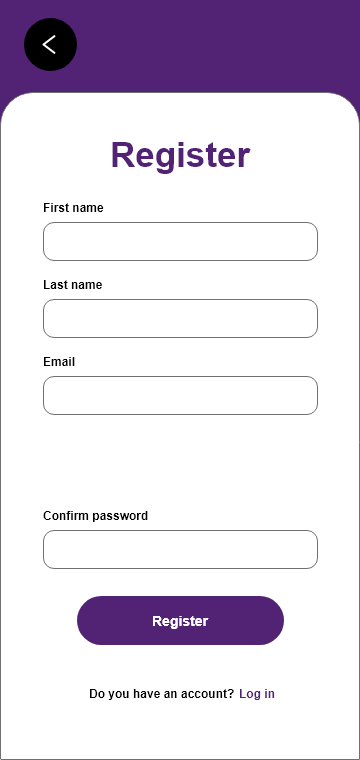 Register
First name
Last name
Email
Confirm password
Register
Do you have an account? Log in